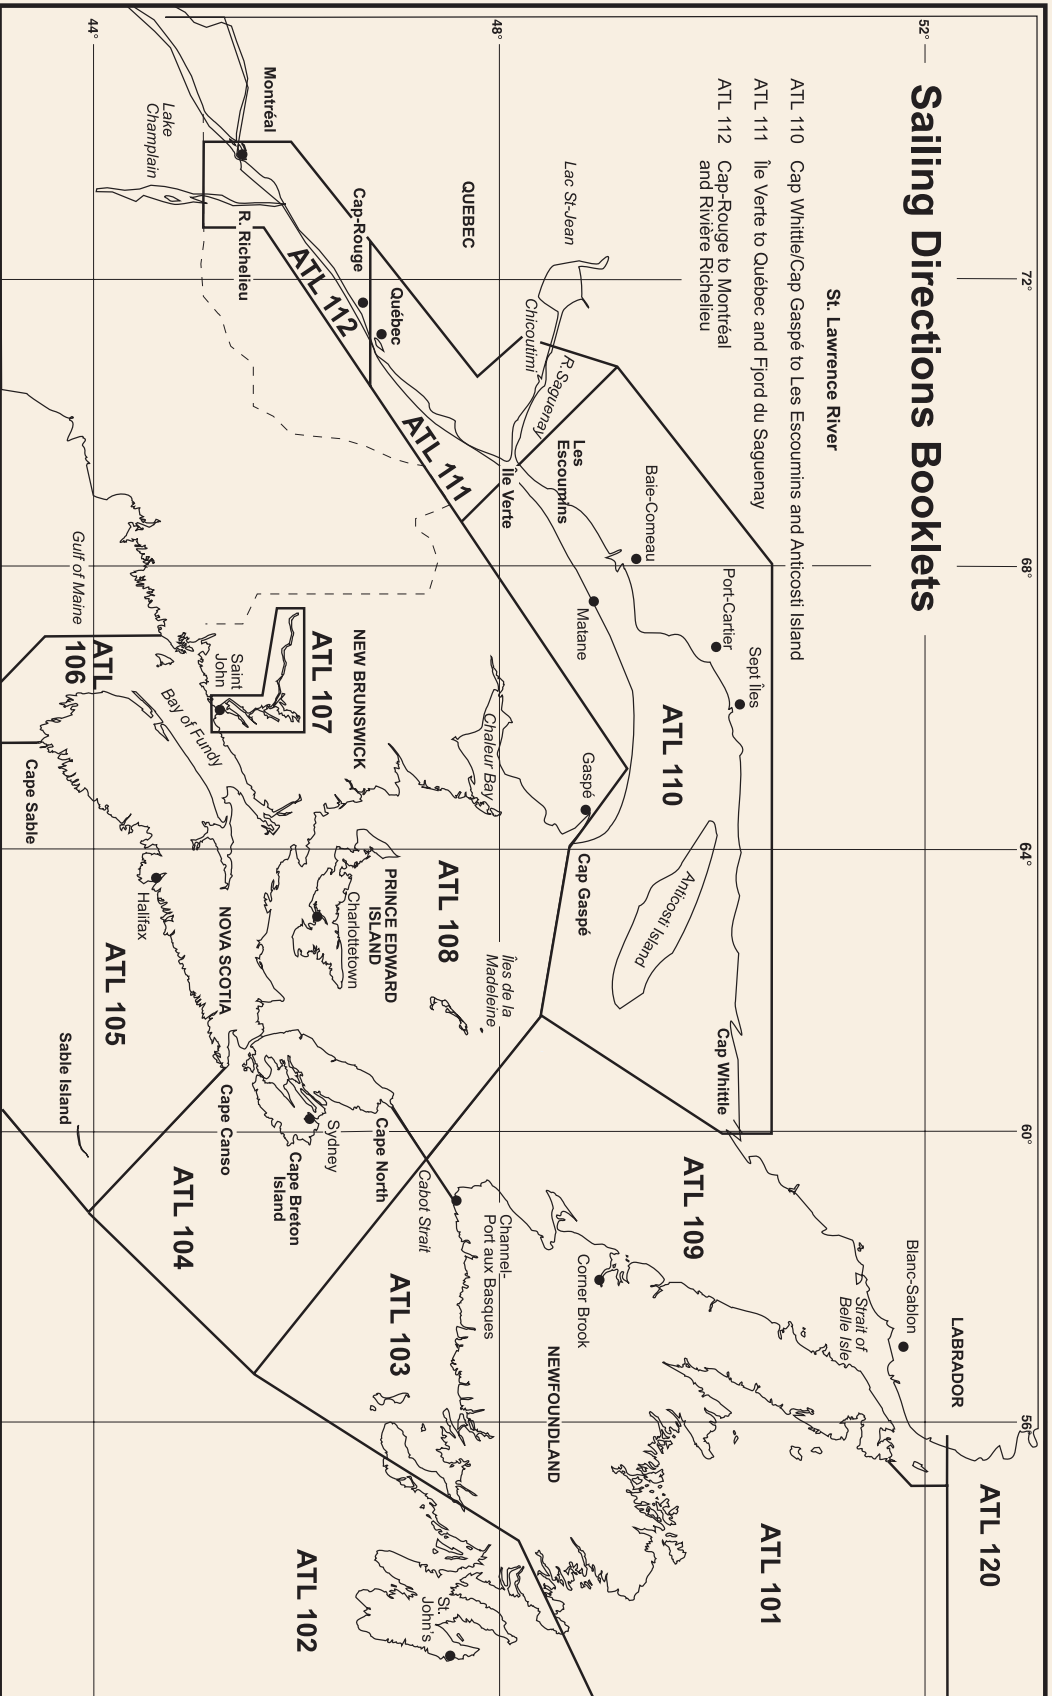 Sailing Directions Booklets
St. Lawrence River
ATL 110 Cap Whittle/Cap Gaspé to Les Escoumins and Anticosti Island
ATL 111 Île Verte to Québec and Fjord du Saguenay
ATL 112 Cap-Rouge to Montréal
and Rivière Richelieu
72°
68°
64°
60°
56°
52°
48°
44°
LABRADOR
ATL 120
Blanc-Sablon
Strait of
Belle Isle
ATL 101
ATL 109
Cap Whittle
Sept Îles
Port-Cartier
Baie-Comeau
ATL 110
Anticosti Island
Lac St-Jean
Chicoutimi
R. Saguenay
Les
Escoumins
Matane
Gaspé
Cap Gaspé
Corner Brook
NEWFOUNDLAND
QUEBEC
Île Verte
Chaleur Bay
Îles de la
Madeleine
Channel-
Port aux Basques
ATL 111
ATL 108
Cabot Strait
ATL 103
St.
John's
ATL 102
Cap-Rouge
Québec
NEW BRUNSWICK
PRINCE EDWARD
ISLAND
Charlottetown
Cape North
Sydney
Cape Breton
Island
ATL 112
ATL 107
Montréal
R. Richelieu
Saint
John
Bay of Fundy
NOVA SCOTIA
Cape Canso
ATL 104
Lake
Champlain
Halifax
ATL 105
Gulf of Maine
ATL
106
Sable Island
Cape Sable